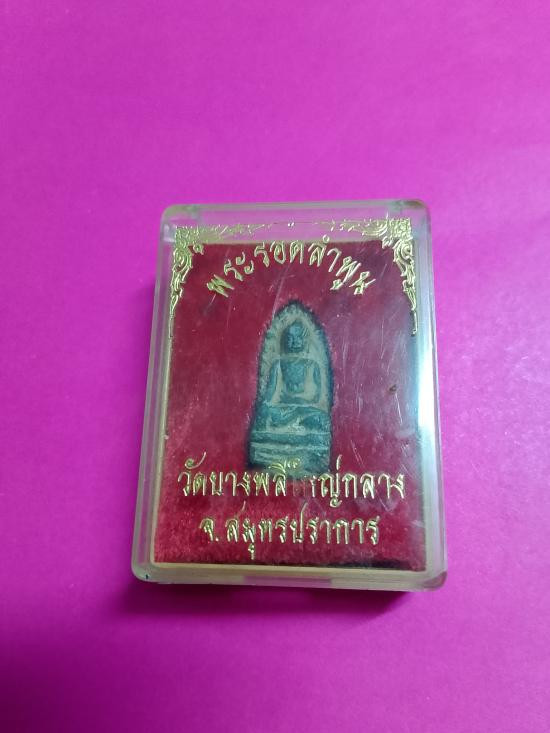 พระรอดลำพูน
วัดบางพลีใหญ่กลาง
จ.สมุทรปราการ